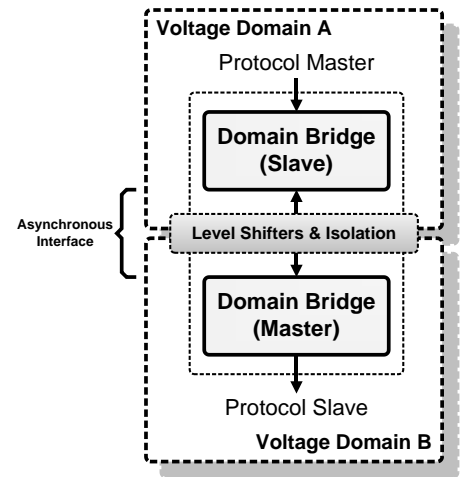 Voltage Domain A
Protocol Master
Domain Bridge
(Slave)
Asynchronous
Interface
Level Shifters & Isolation
Domain Bridge
(Master)
Protocol Slave
Voltage Domain B